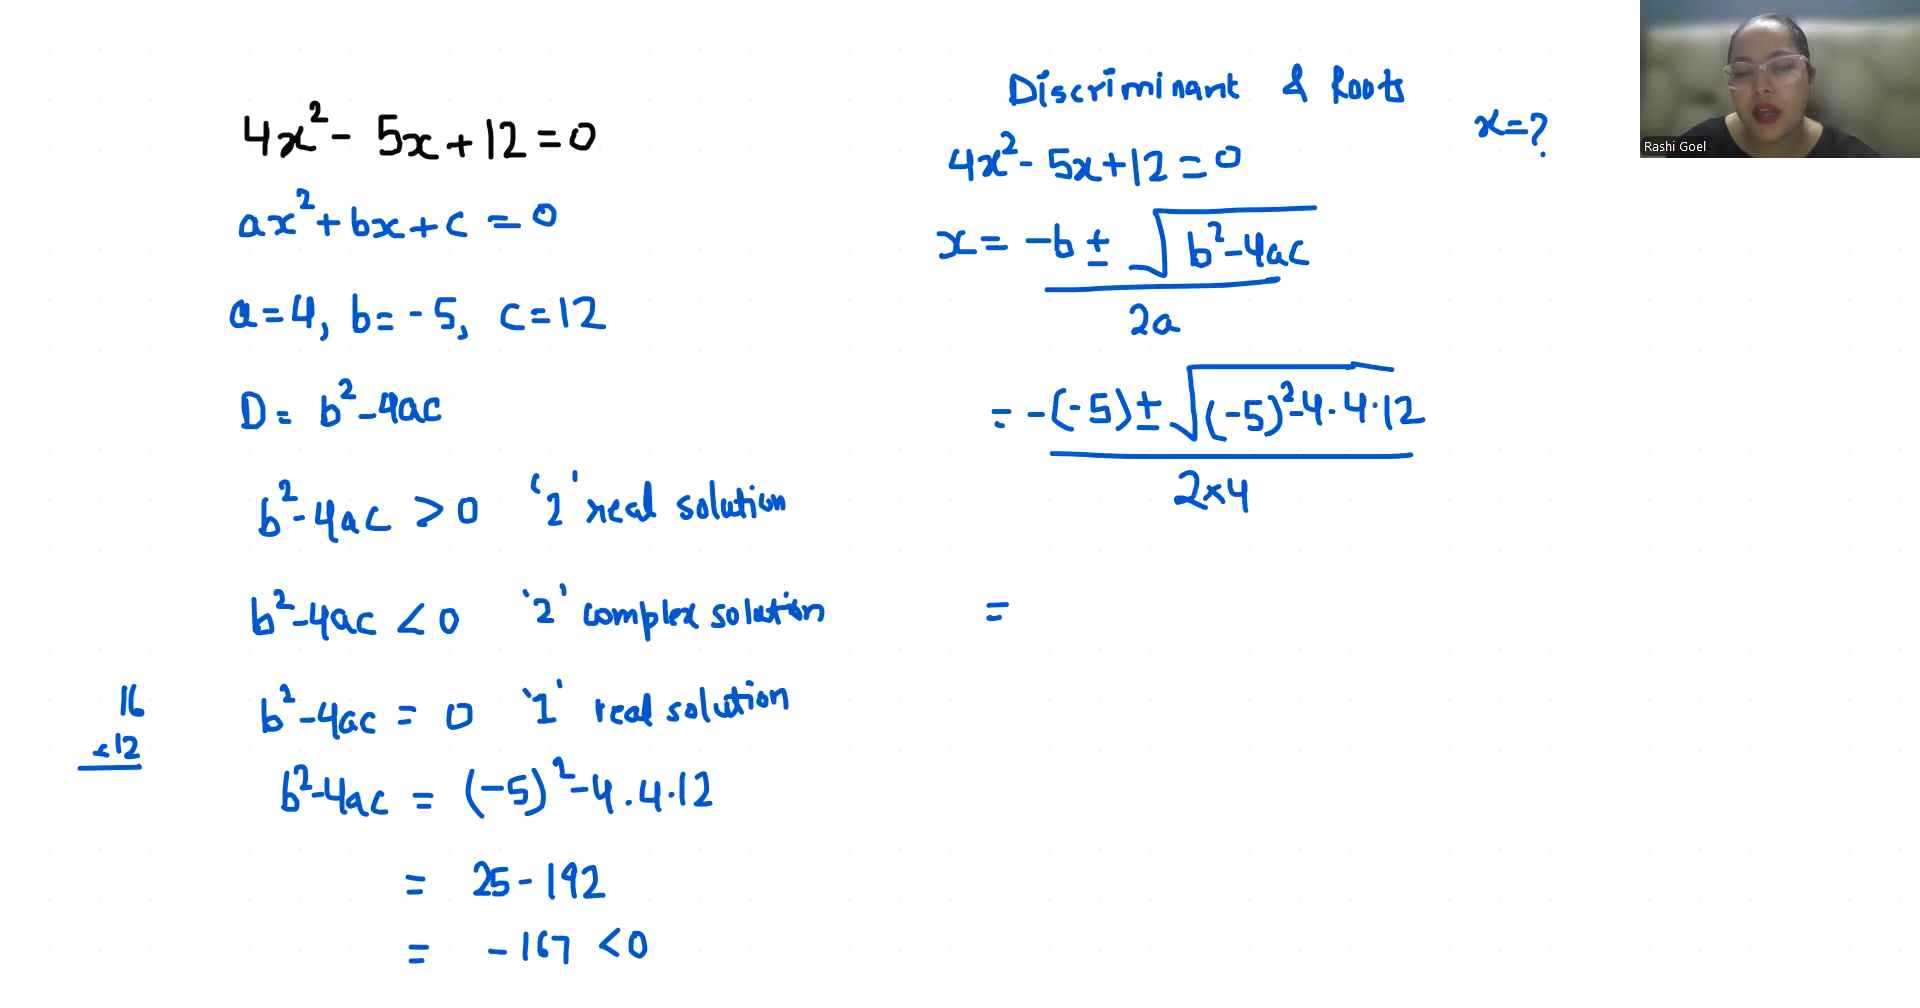 4x² - 5x + 12 = 0
ax² + bx + c = 0
a = 4, b = -5, c = 12
D = b² - 4ac
b² - 4ac > 0 '2' real solution
b² - 4ac < 0 '2' complex solution
b² - 4ac = 0 '1' real solution
16
×12
b² - 4ac = (-5)² - 4 . 4 . 12
= 25 - 192
= -167 < 0
Discriminant & Roots
x = ?
4x² - 5x + 12 = 0
x = -b ± √b² - 4ac
2a
= -(-5) ± √(-5)² - 4 . 4 . 12
2×4
=
Rashi Goel